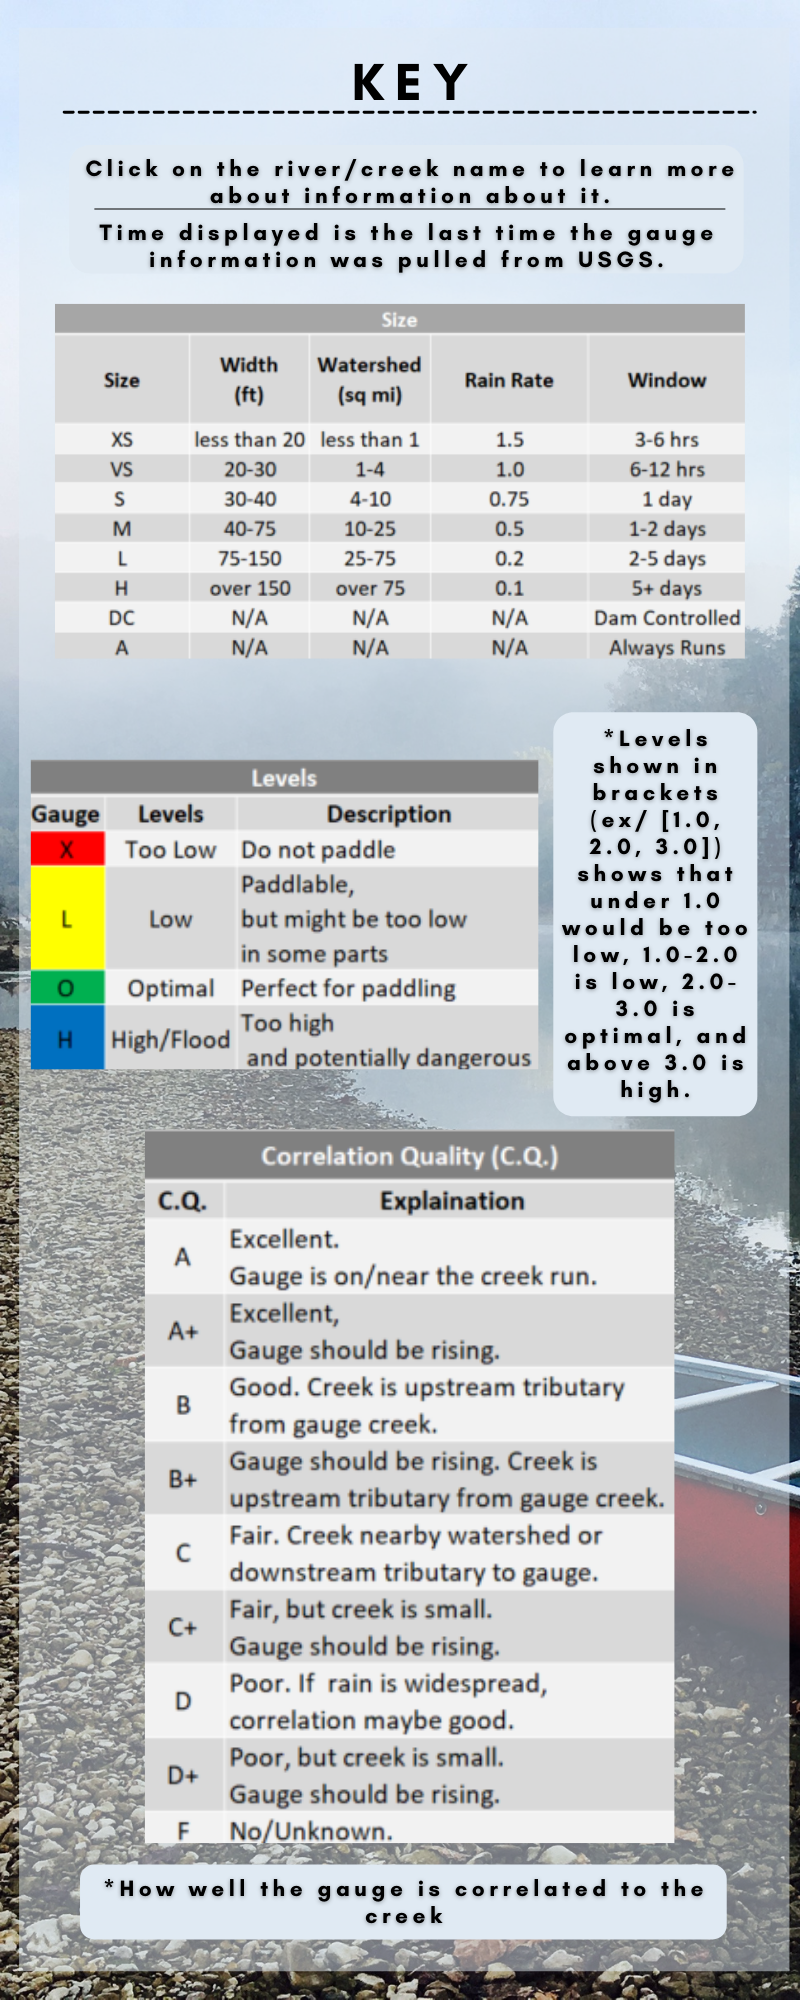 KEY
Click on the river/creek name to learn more
about information about it.
Time displayed is the last time the gauge
information was pulled from USGS.
Size
Size Width (ft) Watershed (sq mi) Rain Rate Window
XS less than 20 less than 1 1.5 3-6 hrs
VS 20-30 1-4 1.0 6-12 hrs
S 30-40 4-10 0.75 1 day
M 40-75 10-25 0.5 1-2 days
L 75-150 25-75 0.2 2-5 days
H over 150 over 75 0.1 5+ days
DC N/A N/A N/A Dam Controlled
A N/A N/A N/A Always Runs
Levels
Gauge Levels Description
X Too Low Do not paddle
L Low Paddlable,
but might be too low
in some parts
O Optimal Perfect for paddling
H High/Flood Too high
and potentially dangerous
*Levels
shown in
brackets
(ex/ [1.0,
2.0, 3.0])
shows that
under 1.0
would be too
low, 1.0-2.0
is low, 2.0-
3.0 is
optimal, and
above 3.0 is
high.
Correlation Quality (C.Q.)
C.Q. Explaination
A Excellent.
Gauge is on/near the creek run.
A+ Excellent,
Gauge should be rising.
B Good. Creek is upstream tributary
from gauge creek.
B+ Gauge should be rising. Creek is
upstream tributary from gauge creek.
C Fair. Creek nearby watershed or
downstream tributary to gauge.
C+ Fair, but creek is small.
Gauge should be rising.
D Poor. If rain is widespread,
correlation maybe good.
D+ Poor, but creek is small.
Gauge should be rising.
F No/Unknown.
*How well the gauge is correlated to the
creek